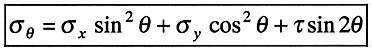 σ_θ = σ_x sin² θ + σ_y cos² θ + τ sin 2θ